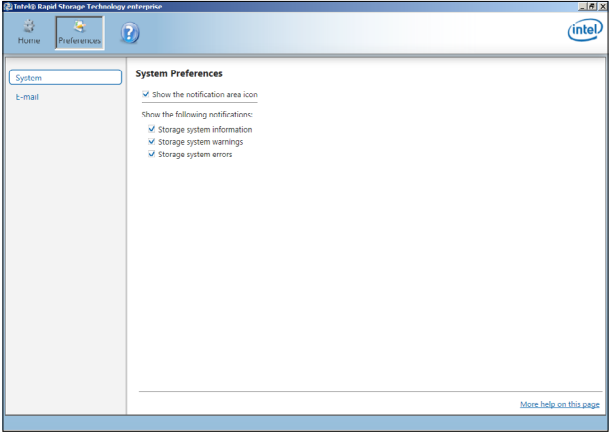 Intel® Rapid Storage Technology enterprise
Home
Preferences
?
intel
System
E-mail
System Preferences
Show the notification area icon
Show the following notifications:
Storage system information
Storage system warnings
Storage system errors
More help on this page